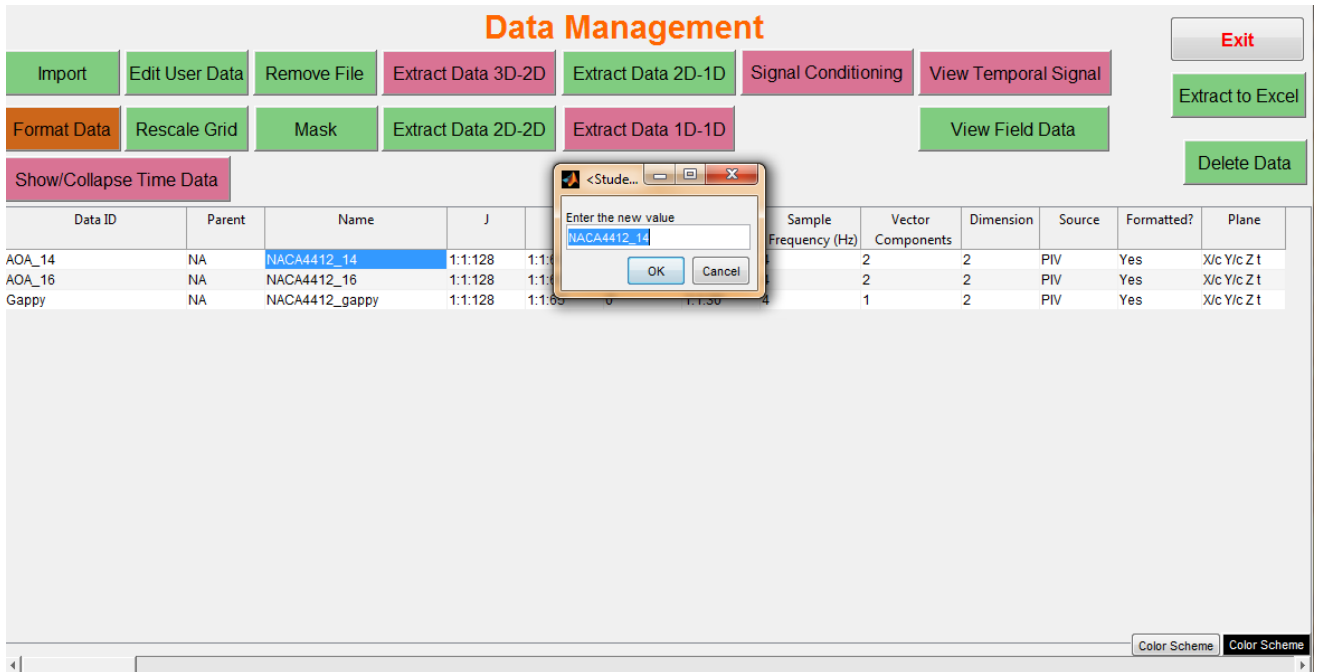 Data Management
Exit
Import Edit User Data Remove File Extract Data 3D-2D Extract Data 2D-1D Signal Conditioning View Temporal Signal
Extract to Excel
Format Data Rescale Grid Mask Extract Data 2D-2D Extract Data 1D-1D View Field Data
Delete Data
Show/Collapse Time Data
<Stude...
Enter the new value
NACA4412_14
OK Cancel
Data ID Parent Name J Sample Frequency (Hz) Vector Components Dimension Source Formatted? Plane
AOA_14 NA NACA4412_14 1:1:128 2 2 PIV Yes X/c Y/c Z t
AOA_16 NA NACA4412_16 1:1:128 2 2 PIV Yes X/c Y/c Z t
Gappy NA NACA4412_gappy 1:1:128 1:1:65 0 1:1:30 4 1 2 PIV Yes X/c Y/c Z t
Color Scheme Color Scheme